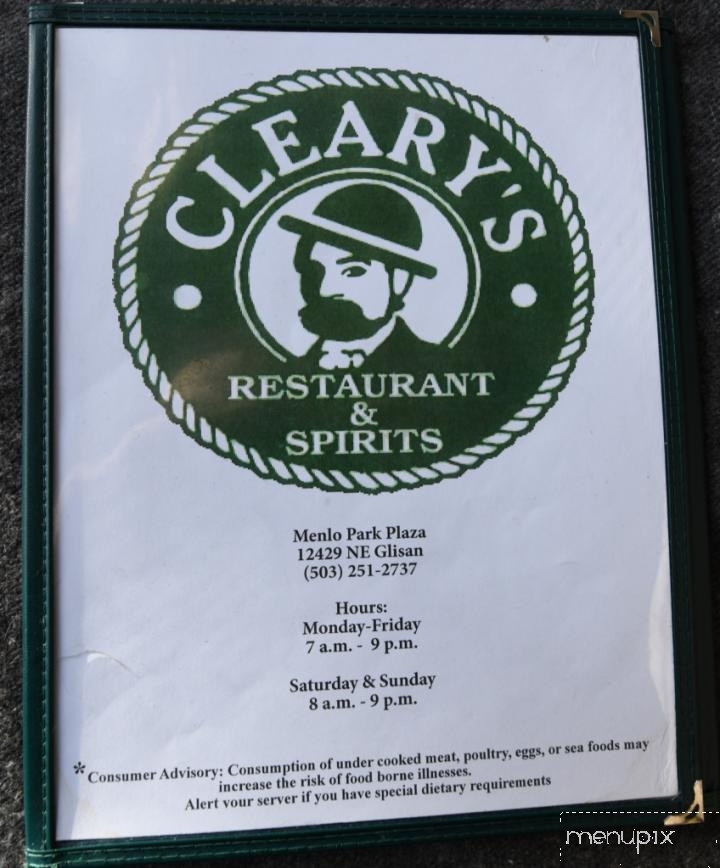 CLEARY'S
RESTAURANT
&
SPIRITS
Menlo Park Plaza
12429 NE Glisan
(503) 251-2737
Hours:
Monday-Friday
7 a.m. - 9 p.m.
Saturday & Sunday
8 a.m. - 9 p.m.
* Consumer Advisory: Consumption of under cooked meat, poultry, eggs, or sea foods may
increase the risk of food borne illnesses.
Alert your server if you have special dietary requirements
menupix